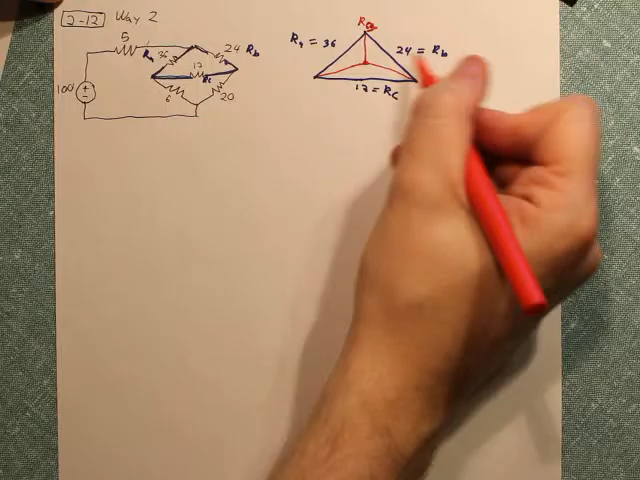 2-12 Way 2
5
Ra 36
24 Rb
12
Rc
6
20
100
Ra = 36
24 = Rb
12 = Rc